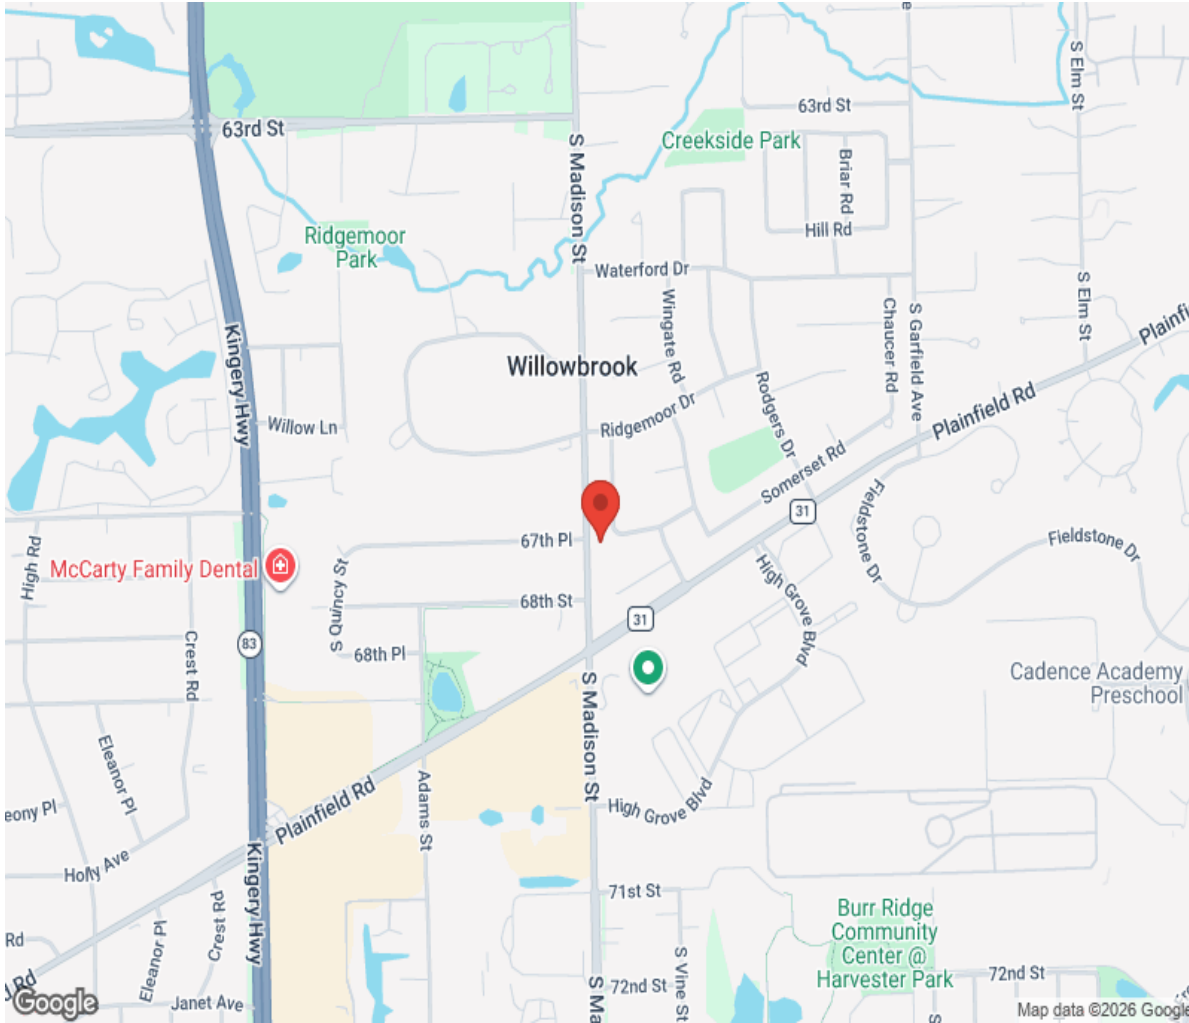 S Elm St
63rd St
63rd St
Creekside Park
S Madison St
Briar Rd
Ridgemoor
Park
Hill Rd
Waterford Dr
S Elm St
Wingate Rd
Chaucer Rd
S Garfield Ave
Plainfi
Kingery Hwy
Willowbrook
Rodgers Dr
Plainfield Rd
Ridgemoor Dr
Willow Ln
Somerset Rd
Fieldstone Dr
31
67th Pl
Fieldstone Dr
High Rd
McCarty Family Dental
S Quincy St
High Grove Blvd
68th St
31
83
68th Pl
Crest Rd
Cadence Academy
Preschool
S Madison St
Eleanor Pl
Adams St
Plainfield Rd
High Grove Blvd
eony Pl
Holly Ave
Kingery Hwy
71st St
Crest Rd
Burr Ridge
Community
Center @
Harvester Park
Rd
Eleanor Pl
S Vine St
72nd St
72nd St
Rd
S Ma
Janet Ave
S
Google
Map data ©2026 Google